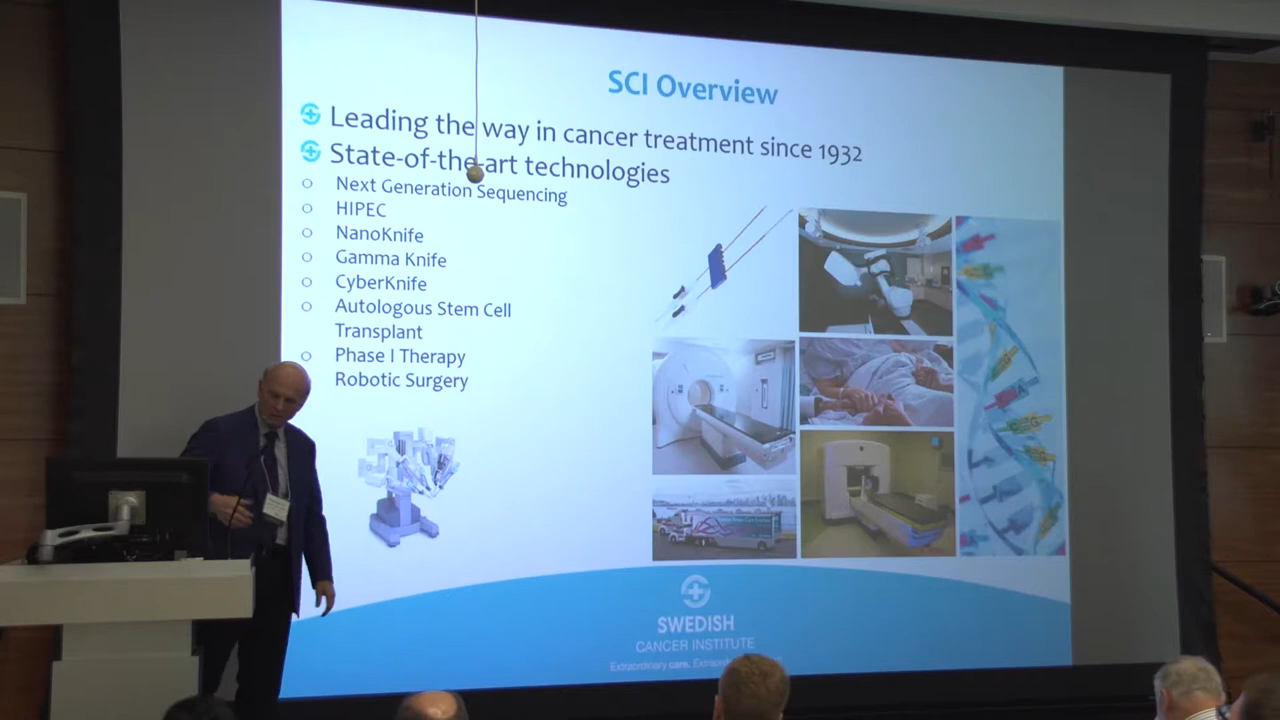 SCI Overview
Leading the way in cancer treatment since 1932
State-of-the-art technologies
Next Generation Sequencing
HIPEC
NanoKnife
Gamma Knife
CyberKnife
Autologous Stem Cell
Transplant
Phase I Therapy
Robotic Surgery
SWEDISH
CANCER INSTITUTE
Extraordinary care.